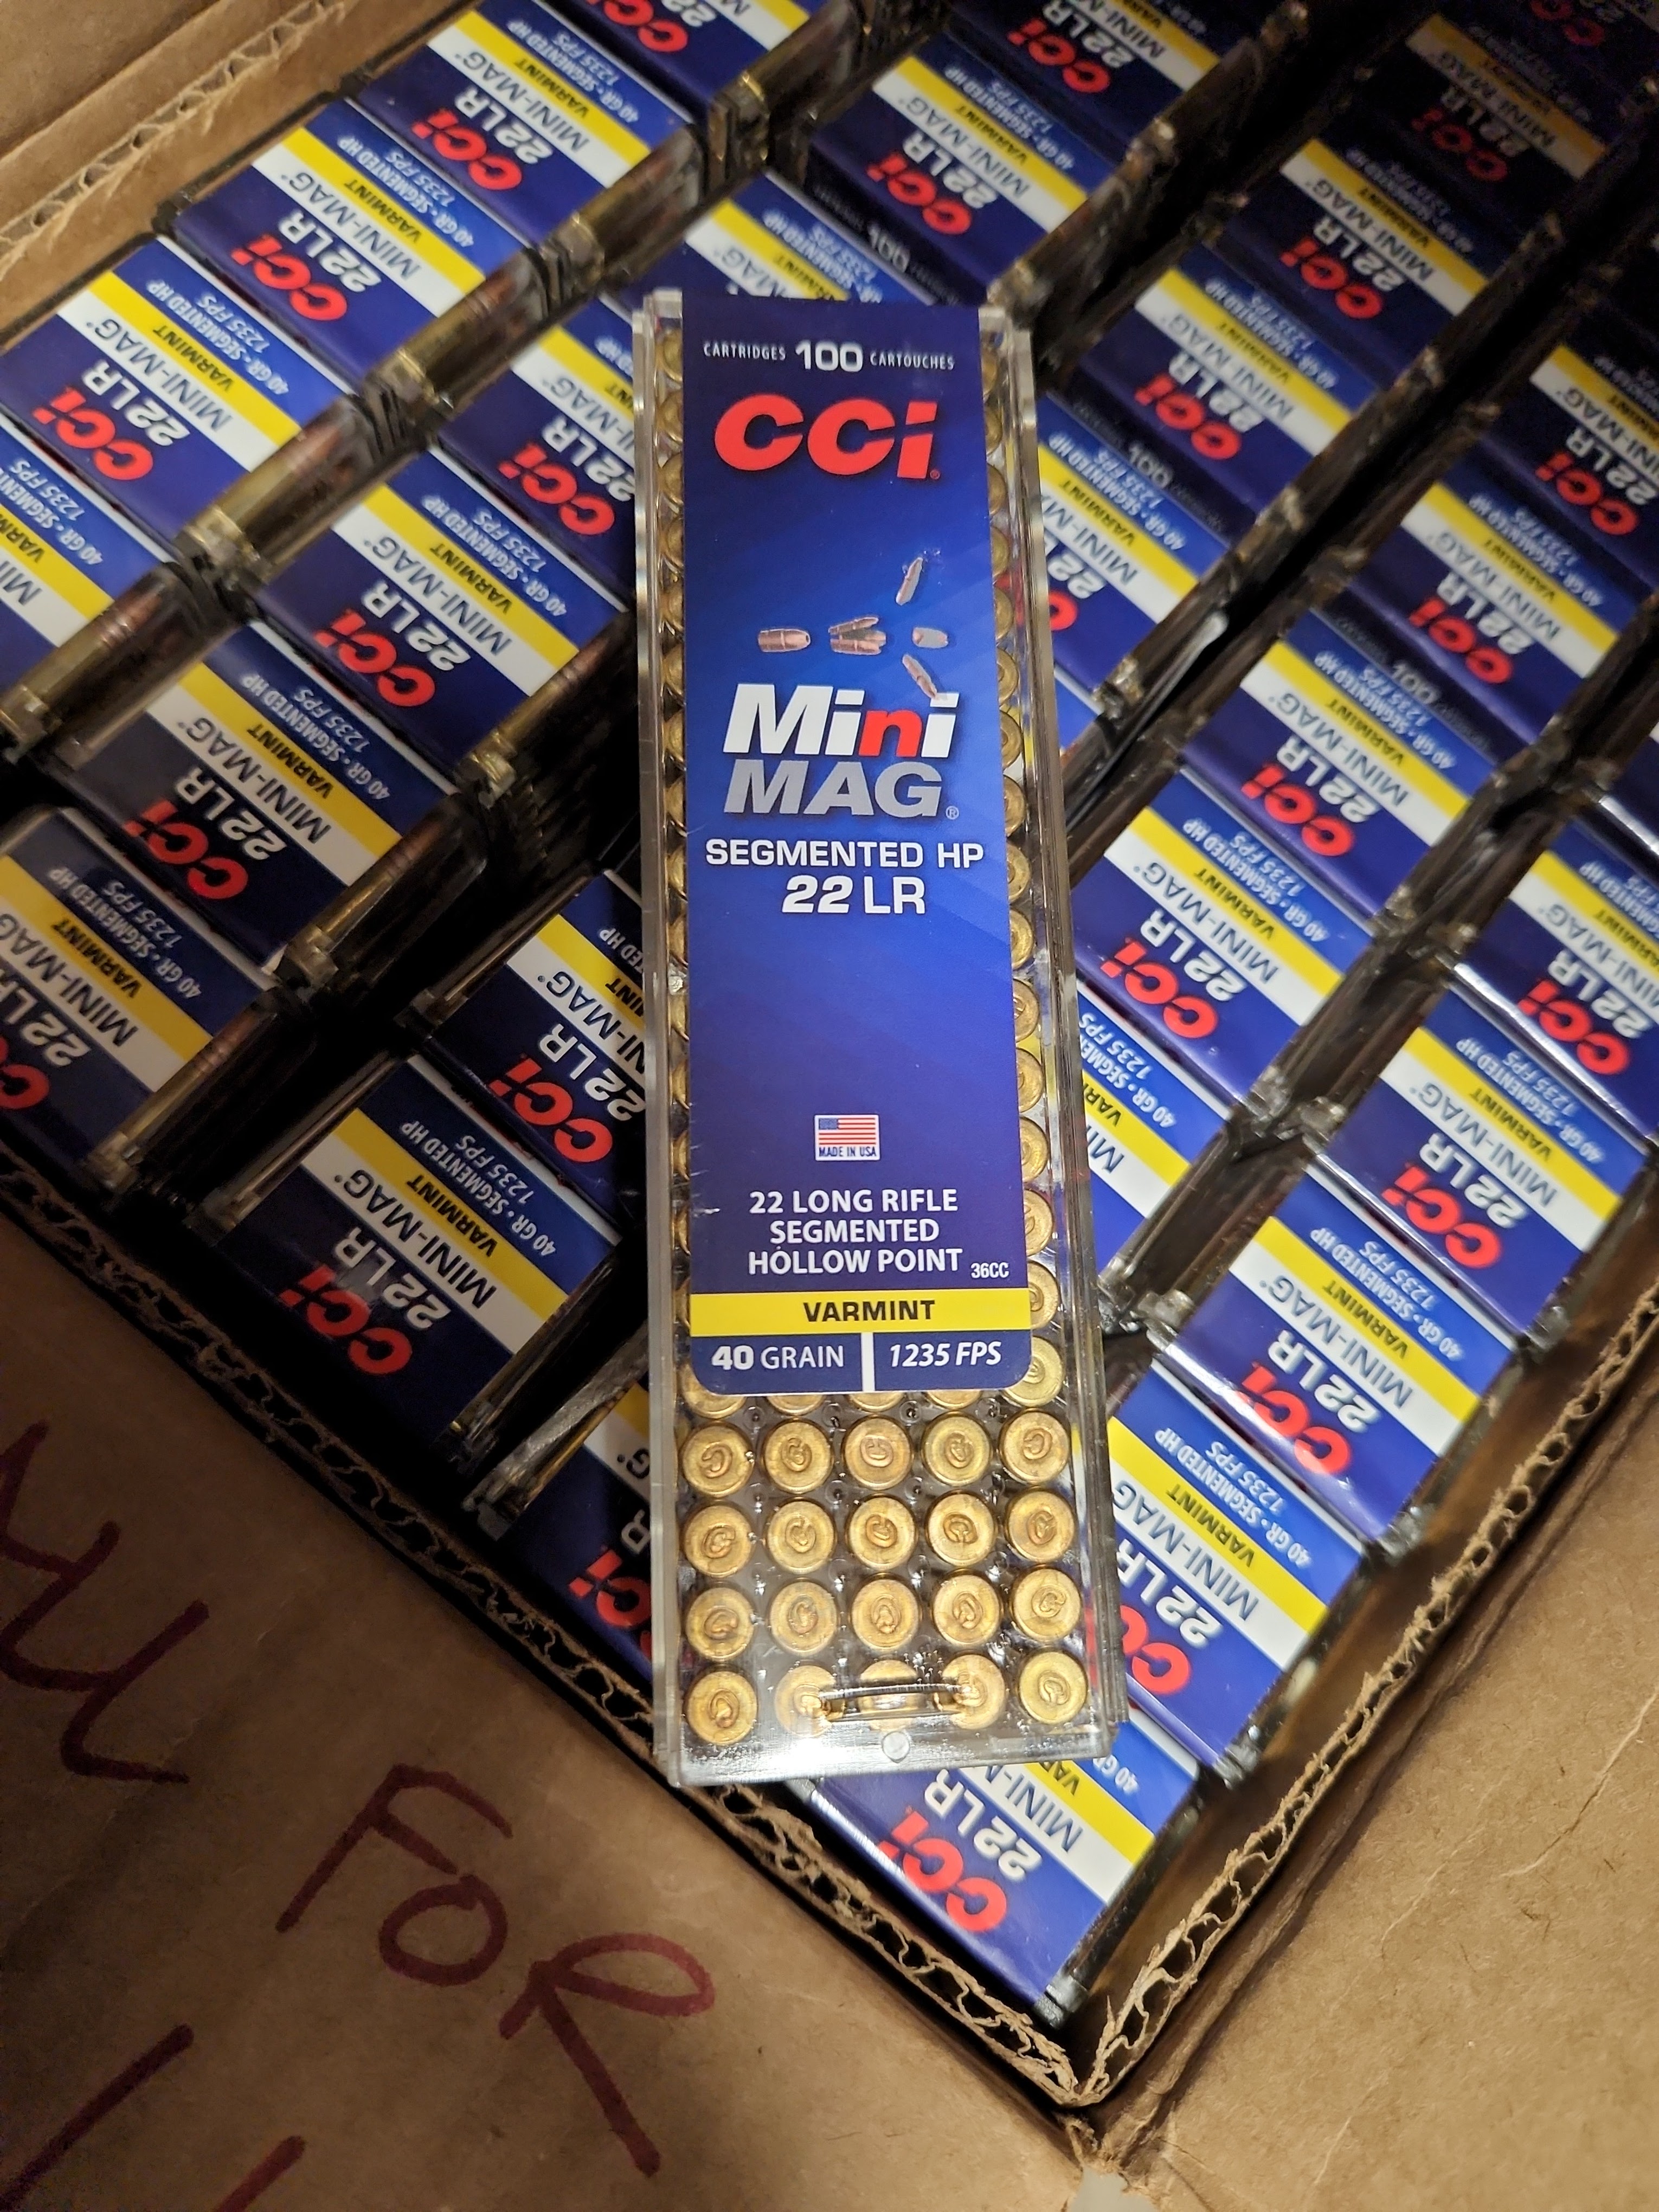 CARTRIDGES 100 CARTOUCHES
CCI
Mini
MAG®
SEGMENTED HP
22 LR
MADE IN USA
22 LONG RIFLE
SEGMENTED
HOLLOW POINT 36CC
VARMINT
40 GRAIN 1235 FPS
CCI
22 LR
MINI-MAG®
VARMINT
40 GR • SEGMENTED HP
1235 FPS
FOR